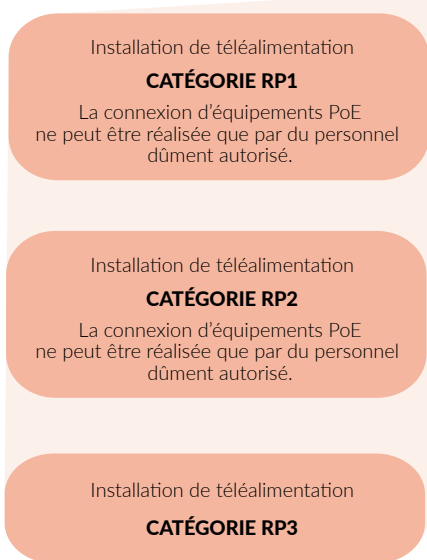 Installation de téléalimentation
CATÉGORIE RP1
La connexion d’équipements PoE
ne peut être réalisée que par du personnel
dûment autorisé.
Installation de téléalimentation
CATÉGORIE RP2
La connexion d’équipements PoE
ne peut être réalisée que par du personnel
dûment autorisé.
Installation de téléalimentation
CATÉGORIE RP3